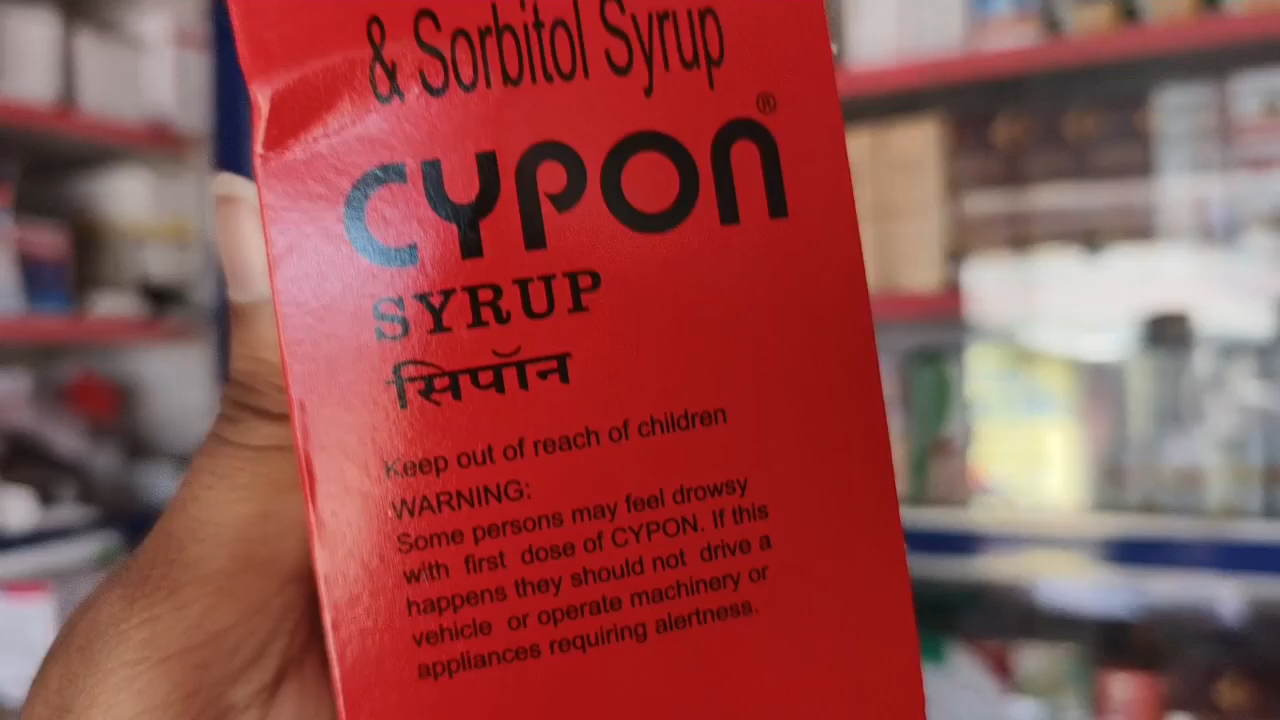 & Sorbitol Syrup
CYPON®
SYRUP
सिपॉन
Keep out of reach of children
WARNING:
Some persons may feel drowsy
with first dose of CYPON. If this
happens they should not drive a
vehicle or operate machinery or
appliances requiring alertness.